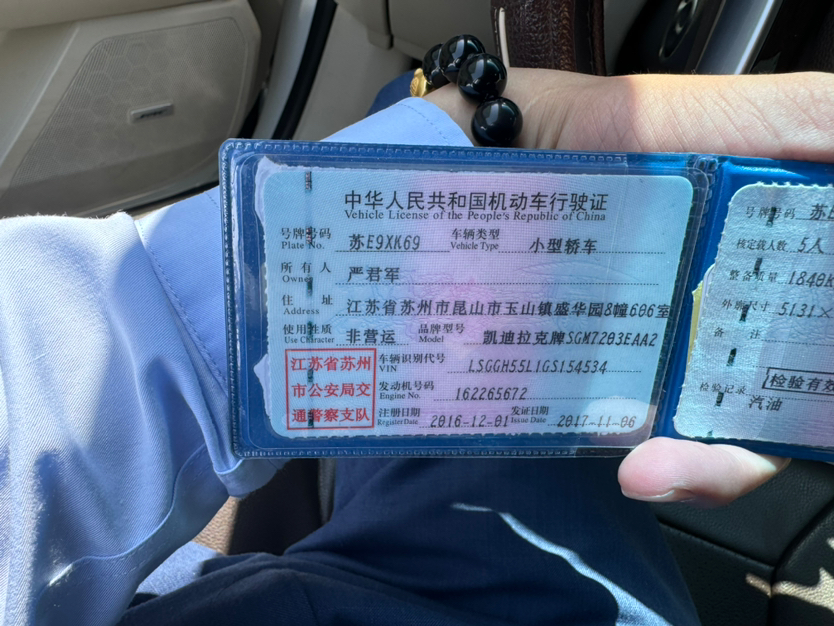 中华人民共和国机动车行驶证
Vehicle License of the People's Republic of China
号牌号码 苏E9XK69 车辆类型 小型轿车
Plate No. Vehicle Type
所有人 严君军
Owner
住址 江苏省苏州市昆山市玉山镇盛华园8幢606室
Address
使用性质 非营运 品牌型号 凯迪拉克牌SGM7203EAA2
Use Character Model
江苏省苏州
市公安局交
通警察支队
车辆识别代号 LSGGH55L1GS154534
VIN
发动机号码 162265672
Engine No.
注册日期 2016-12-01 发证日期 2017-11-06
Register Date Issue Date
号牌号码 苏
核定载人数 5人
整备质量 1840K
外廓尺寸 5131×
备注
检验记录 检验有效
汽油